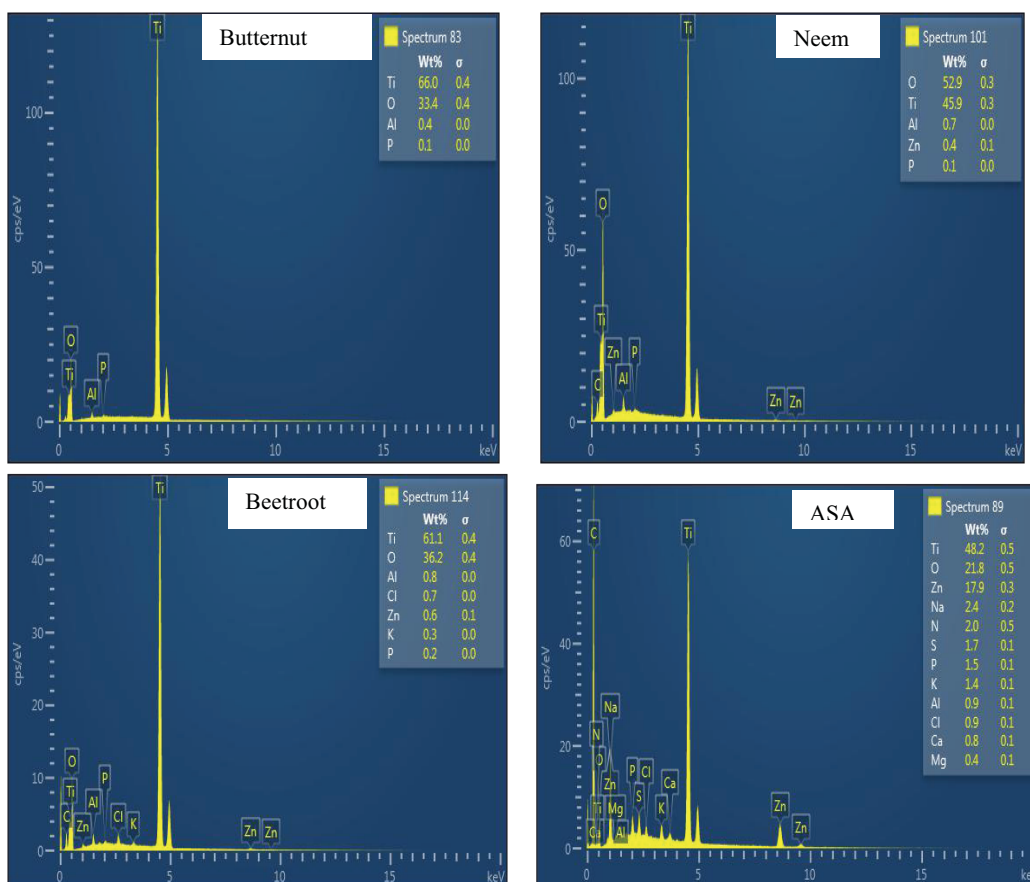 Butternut
Spectrum 83
Wt% σ
Ti 66.0 0.4
O 33.4 0.4
Al 0.4 0.0
P 0.1 0.0
Ti
O
Ti
Al
P
100
50
0
cps/eV
0 5 10 15 keV
Neem
Spectrum 101
Wt% σ
O 52.9 0.3
Ti 45.9 0.3
Al 0.7 0.0
Zn 0.4 0.1
P 0.1 0.0
Ti
O
Ti
Zn
P
C
Al
Zn
Zn
100
50
0
cps/eV
0 5 10 15 keV
Beetroot
Spectrum 114
Wt% σ
Ti 61.1 0.4
O 36.2 0.4
Al 0.8 0.0
Cl 0.7 0.0
Zn 0.6 0.1
K 0.3 0.0
P 0.2 0.0
Ti
O
Ti
P
Al
C
Zn
Cl
K
Zn
Zn
50
40
30
20
10
0
cps/eV
0 5 10 15 keV
ASA
Spectrum 89
Wt% σ
Ti 48.2 0.5
O 21.8 0.5
Zn 17.9 0.3
Na 2.4 0.2
N 2.0 0.5
S 1.7 0.1
P 1.5 0.1
K 1.4 0.1
Al 0.9 0.1
Cl 0.9 0.1
Ca 0.8 0.1
Mg 0.4 0.1
C
Ti
Na
N
O
Zn
P
Cl
Ca
S
Ti
Mg
K
Ca
Al
Zn
Zn
60
40
20
0
cps/eV
0 5 10 15 keV